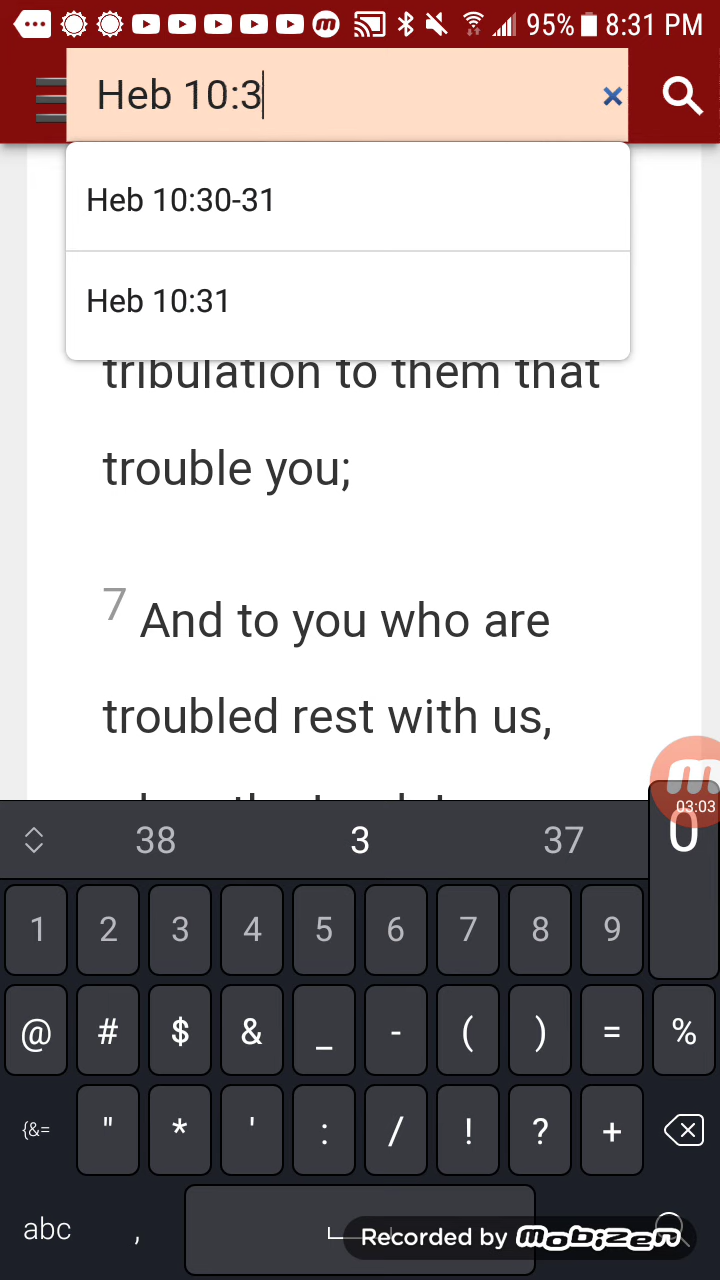 95% 8:31 PM
Heb 10:3 ×
Heb 10:30-31
Heb 10:31
tribulation to them that
trouble you;
7 And to you who are
troubled rest with us,
03:03
38 3 37 0
1 2 3 4 5 6 7 8 9
@ # $ & _ - ( ) = %
{&= " * ' : / ! ? +
abc ,
Recorded by mobizen